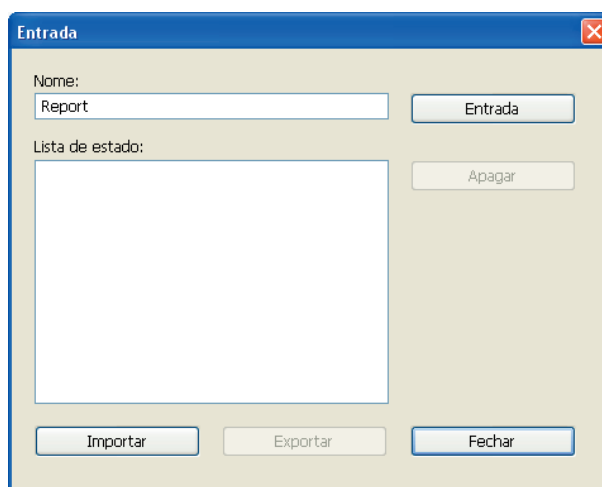 Entrada
Nome:
Report
Entrada
Lista de estado:
Apagar
Importar
Exportar
Fechar